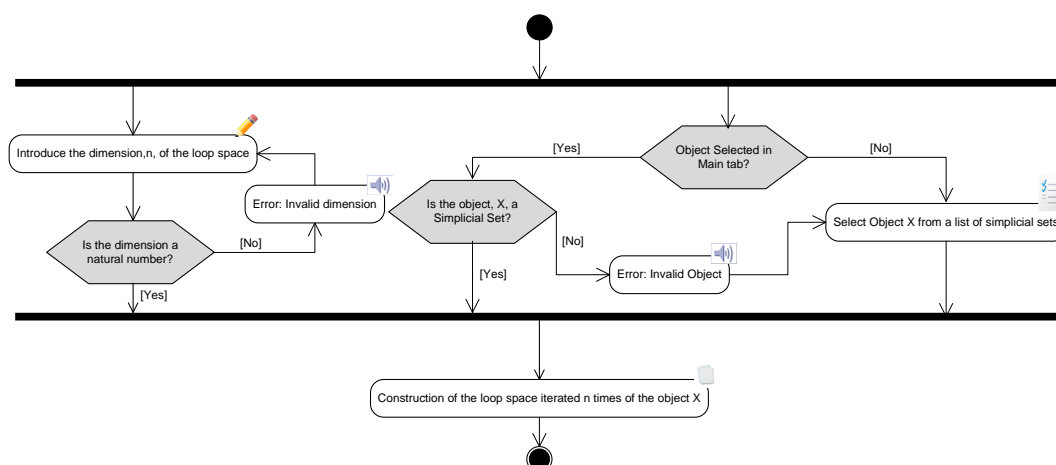 Introduce the dimension,n, of the loop space
Error: Invalid dimension
Is the dimension a
natural number?
[No]
[Yes]
Object Selected in
Main tab?
[Yes]
[No]
Is the object, X, a
Simplicial Set?
[No]
[Yes]
Error: Invalid Object
Select Object X from a list of simplicial sets
Construction of the loop space iterated n times of the object X